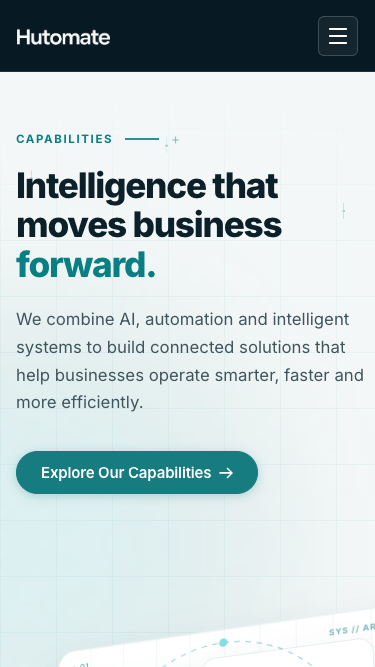 Hutomate
CAPABILITIES
Intelligence that
moves business
forward.
We combine AI, automation and intelligent
systems to build connected solutions that
help businesses operate smarter, faster and
more efficiently.
Explore Our Capabilities
SYS // AR
01